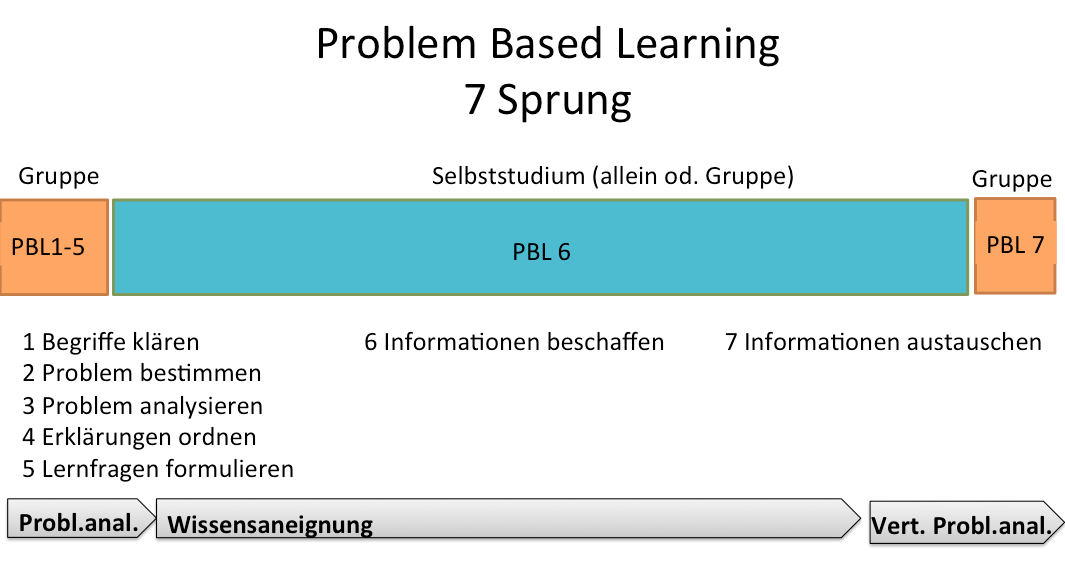 Problem Based Learning
7 Sprung
Gruppe
Selbststudium (allein od. Gruppe)
Gruppe
PBL1-5
PBL 6
PBL 7
1 Begriffe klären
2 Problem bestimmen
3 Problem analysieren
4 Erklärungen ordnen
5 Lernfragen formulieren
6 Informationen beschaffen
7 Informationen austauschen
Probl.anal.
Wissensaneignung
Vert. Probl.anal.